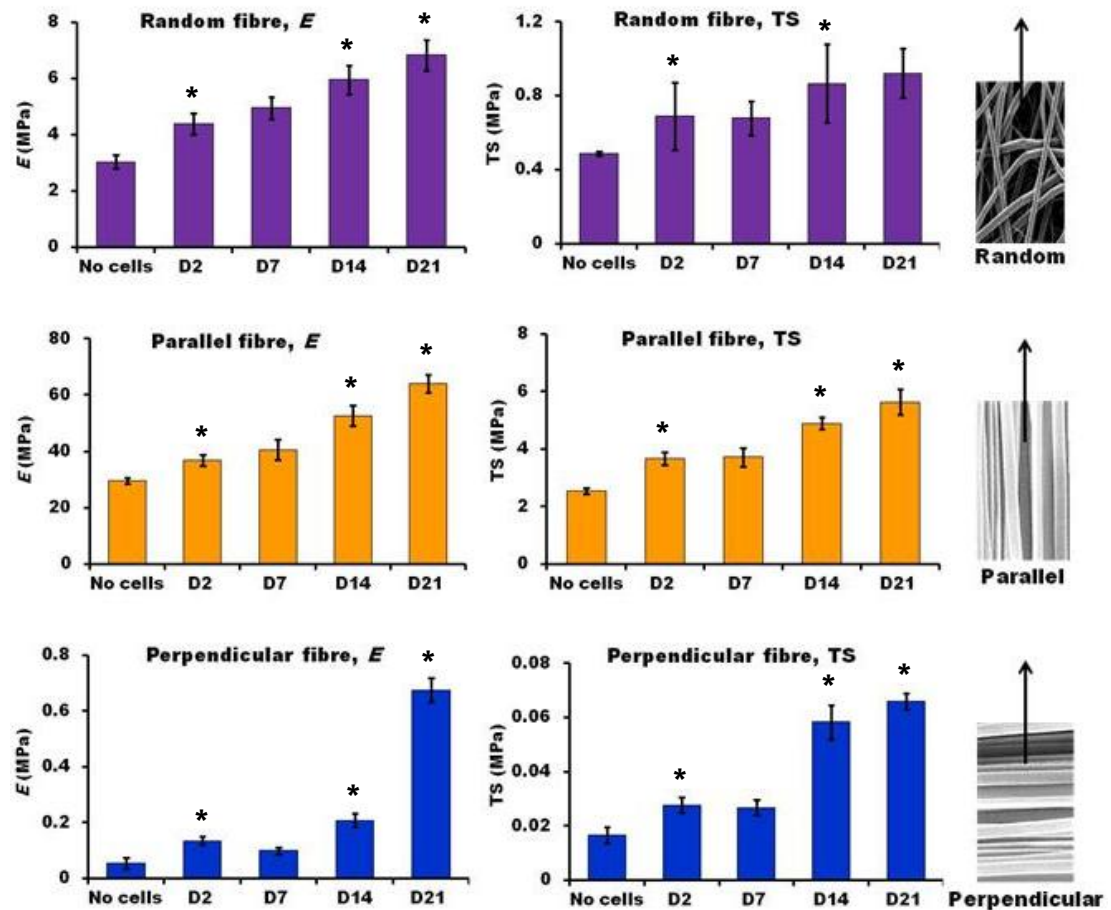 Random fibre, E
E (MPa)
8
6
4
2
0
*
*
*
No cells D2 D7 D14 D21
Random fibre, TS
TS (MPa)
1.2
0.8
0.4
0
*
*
No cells D2 D7 D14 D21
Random
Parallel fibre, E
E (MPa)
80
60
40
20
0
*
*
*
No cells D2 D7 D14 D21
Parallel fibre, TS
TS (MPa)
8
6
4
2
0
*
*
*
No cells D2 D7 D14 D21
Parallel
Perpendicular fibre, E
E (MPa)
0.8
0.6
0.4
0.2
0
*
*
*
No cells D2 D7 D14 D21
Perpendicular fibre, TS
TS (MPa)
0.08
0.06
0.04
0.02
0
*
*
*
No cells D2 D7 D14 D21
Perpendicular